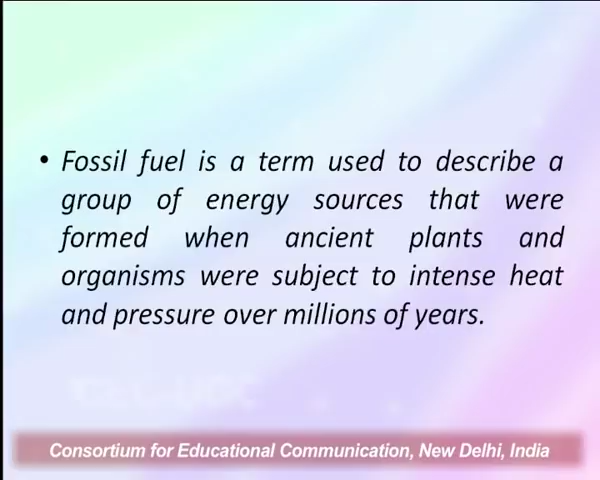 • Fossil fuel is a term used to describe a
group of energy sources that were
formed when ancient plants and
organisms were subject to intense heat
and pressure over millions of years.
Consortium for Educational Communication, New Delhi, India